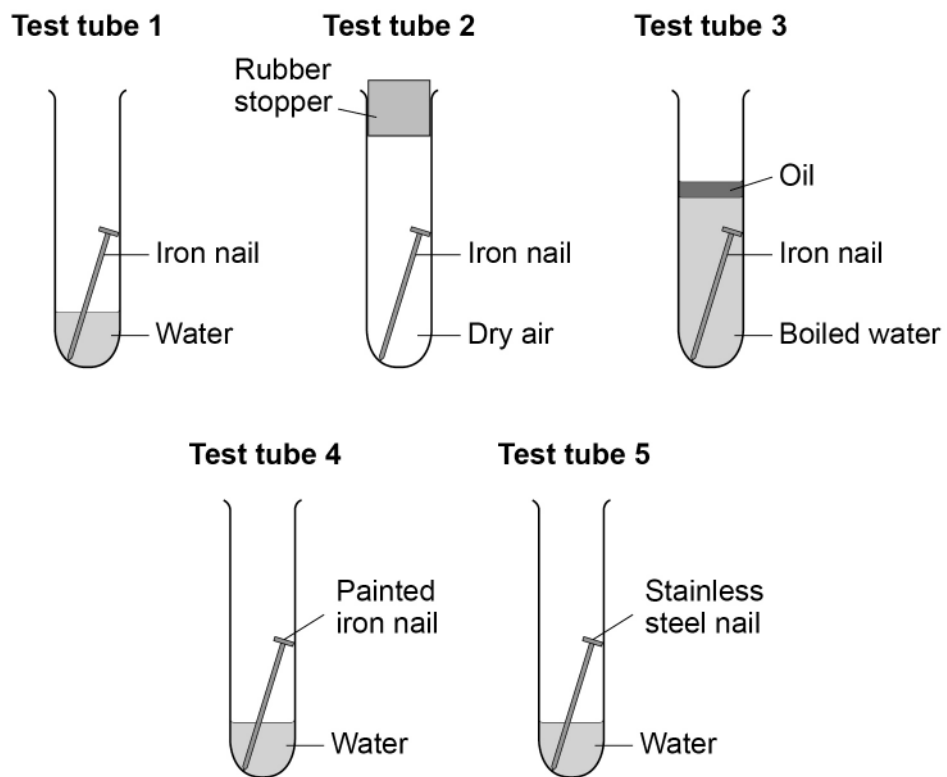 Test tube 1
Test tube 2
Test tube 3
Rubber
stopper
Oil
Iron nail
Iron nail
Iron nail
Water
Dry air
Boiled water
Test tube 4
Test tube 5
Painted
iron nail
Stainless
steel nail
Water
Water